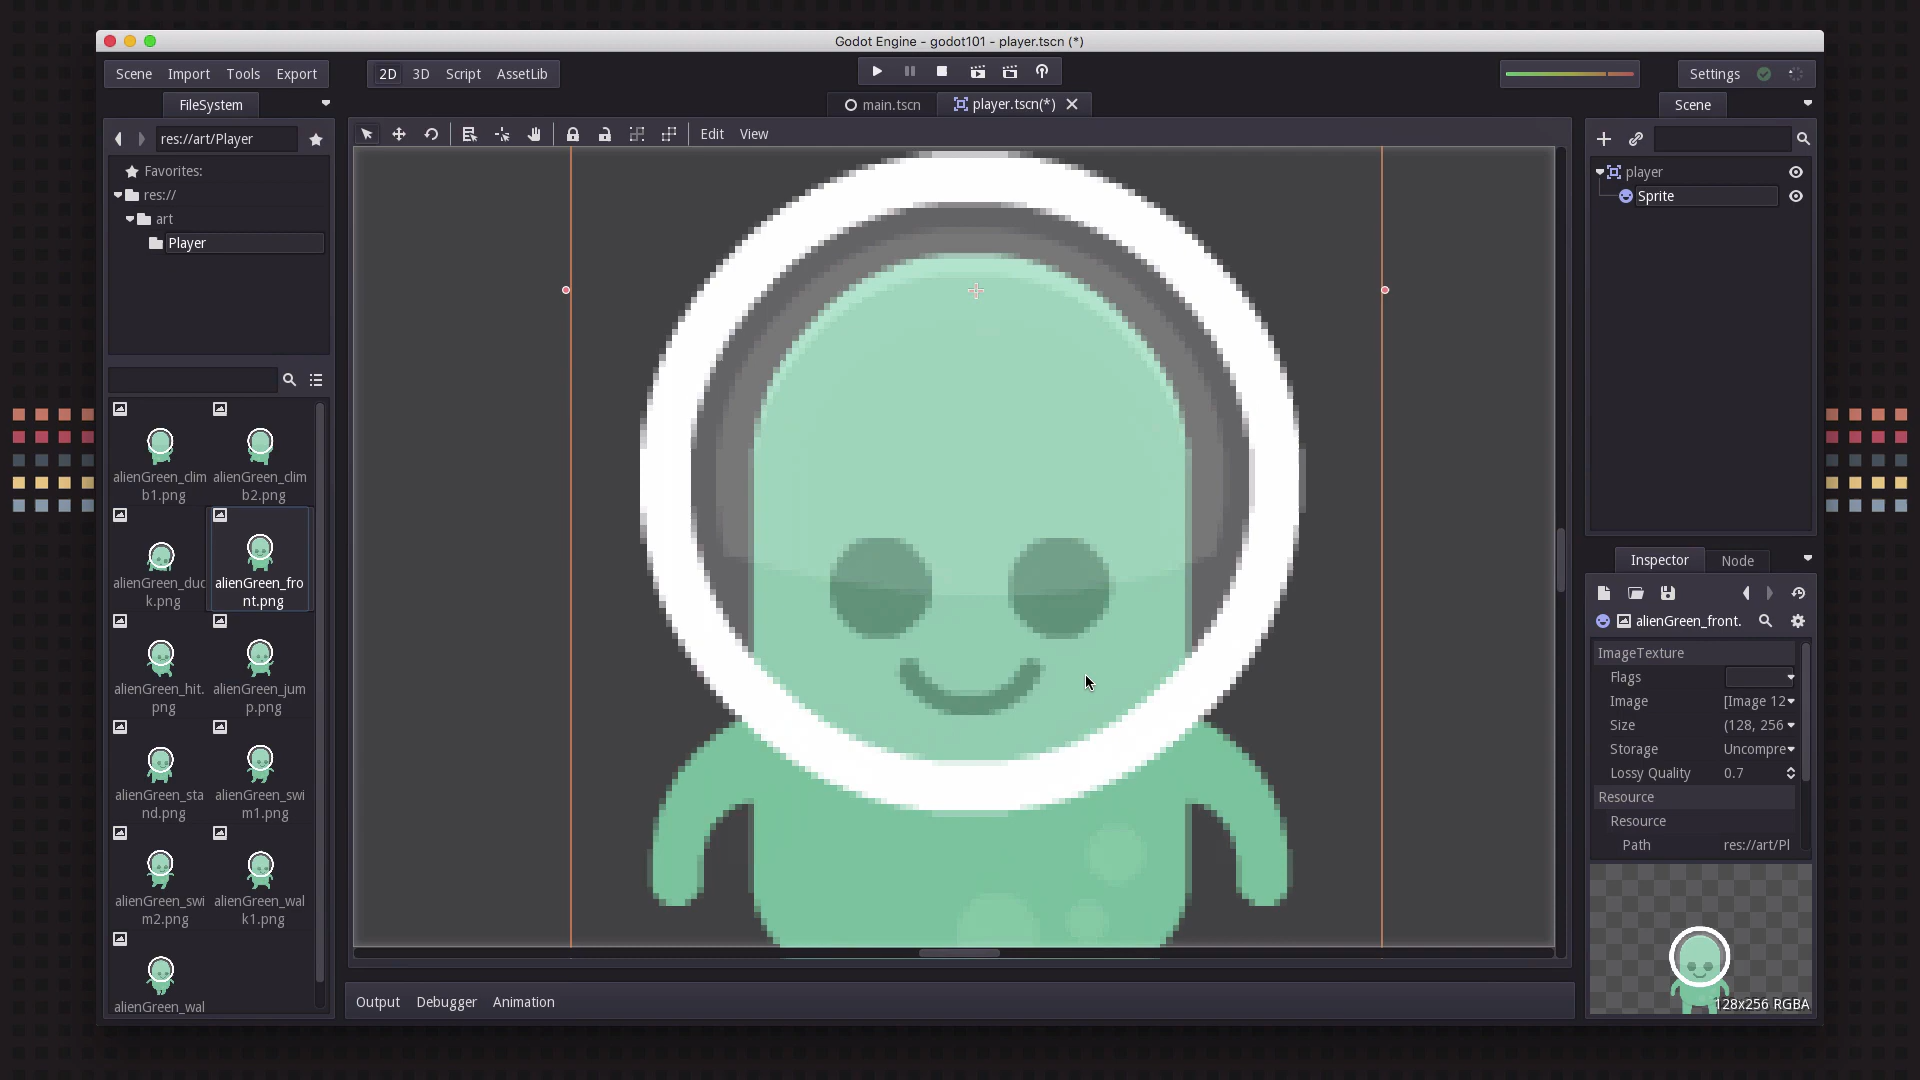 Godot Engine - godot101 - player.tscn (*)
Scene Import Tools Export
2D 3D Script AssetLib
Settings
FileSystem
main.tscn player.tscn(*)
Scene
res://art/Player
Edit View
Favorites:
res://
art
Player
player
Sprite
alienGreen_clim
b1.png
alienGreen_clim
b2.png
alienGreen_duc
k.png
alienGreen_fro
nt.png
alienGreen_hit.
png
alienGreen_jum
p.png
alienGreen_sta
nd.png
alienGreen_swi
m1.png
alienGreen_swi
m2.png
alienGreen_wal
k1.png
alienGreen_wal
Inspector Node
alienGreen_front.
ImageTexture
Flags
Image [Image 12
Size (128, 256
Storage Uncompre
Lossy Quality 0.7
Resource
Resource
Path res://art/Pl
128x256 RGBA
Output Debugger Animation